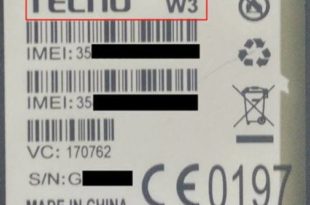 TECNO W3
IMEI: 35
IMEI: 35
VC: 170762
S/N: G
CE 0197
MADE IN CHINA